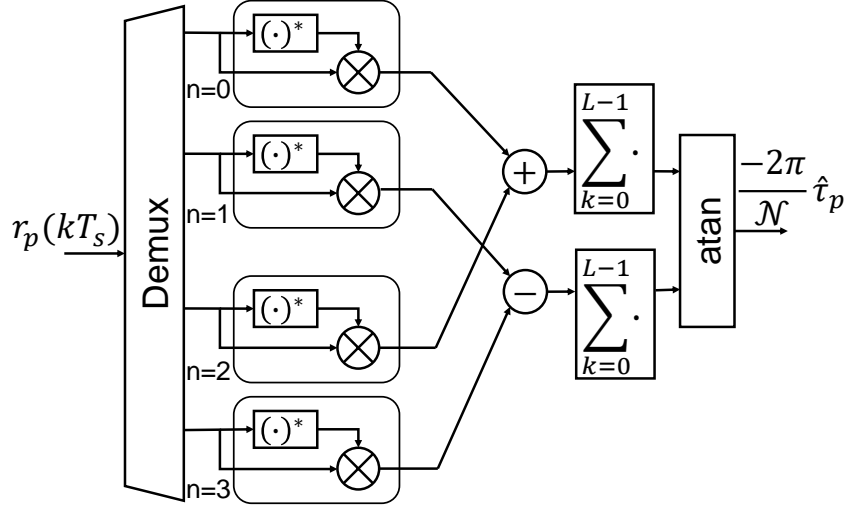 (·)*
n=0
(·)*
n=1
r_p(kT_s)
Demux
(·)*
n=2
(·)*
n=3
+
−
L−1
∑ ·
k=0
L−1
∑ ·
k=0
atan
−2π
𝒩
τ̂_p